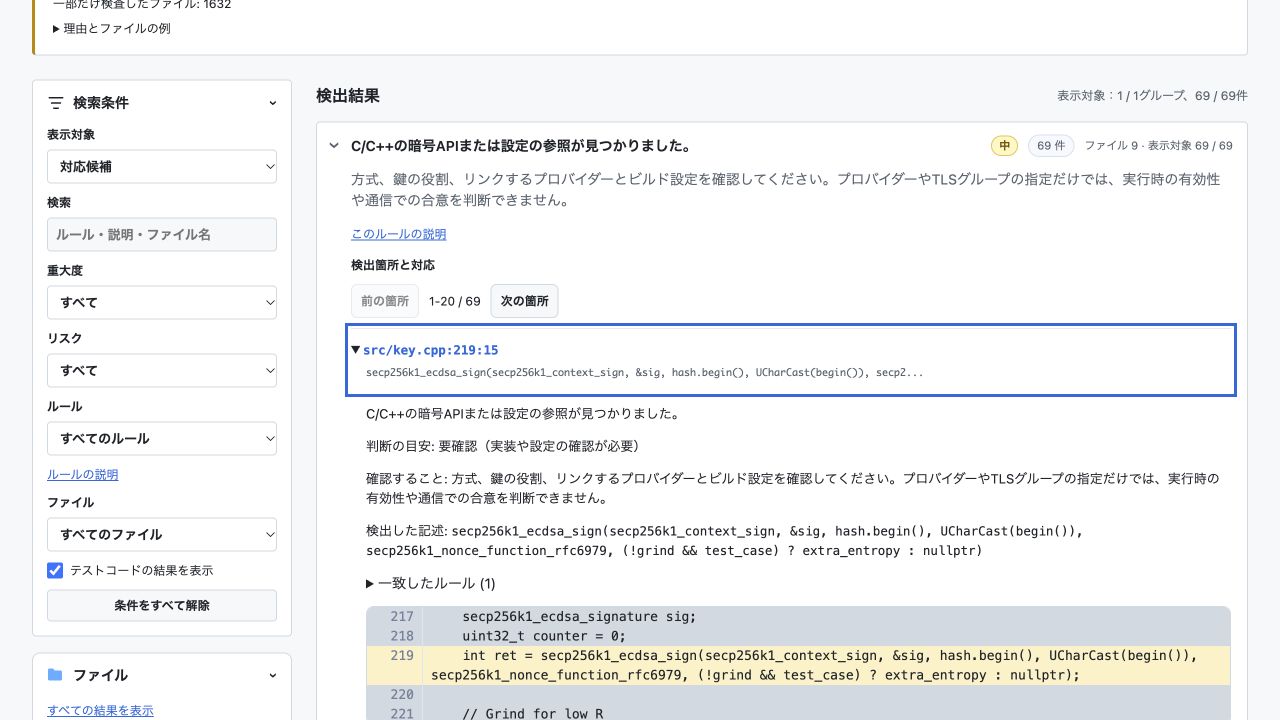 一部だけ検査したファイル: 1632
▶ 理由とファイルの例
検索条件
表示対象
対応候補
検索
ルール・説明・ファイル名
重大度
すべて
リスク
すべて
ルール
すべてのルール
ルールの説明
ファイル
すべてのファイル
テストコードの結果を表示
条件をすべて解除
ファイル
すべての結果を表示
検出結果
表示対象：1 / 1グループ、69 / 69件
C/C++の暗号APIまたは設定の参照が見つかりました。
中
69 件
ファイル 9 · 表示対象 69 / 69
方式、鍵の役割、リンクするプロバイダーとビルド設定を確認してください。プロバイダーやTLSグループの指定だけでは、実行時の有効性
や通信での合意を判断できません。
このルールの説明
検出箇所と対応
前の箇所
1-20 / 69
次の箇所
▼ src/key.cpp:219:15
secp256k1_ecdsa_sign(secp256k1_context_sign, &sig, hash.begin(), UCharCast(begin()), secp2...
C/C++の暗号APIまたは設定の参照が見つかりました。
判断の目安: 要確認（実装や設定の確認が必要）
確認すること: 方式、鍵の役割、リンクするプロバイダーとビルド設定を確認してください。プロバイダーやTLSグループの指定だけでは、実行時の
有効性や通信での合意を判断できません。
検出した記述: secp256k1_ecdsa_sign(secp256k1_context_sign, &sig, hash.begin(), UCharCast(begin()),
secp256k1_nonce_function_rfc6979, (!grind && test_case) ? extra_entropy : nullptr)
▶ 一致したルール (1)
217 secp256k1_ecdsa_signature sig;
218 uint32_t counter = 0;
219 int ret = secp256k1_ecdsa_sign(secp256k1_context_sign, &sig, hash.begin(), UCharCast(begin()),
secp256k1_nonce_function_rfc6979, (!grind && test_case) ? extra_entropy : nullptr);
220
221 // Grind for low R